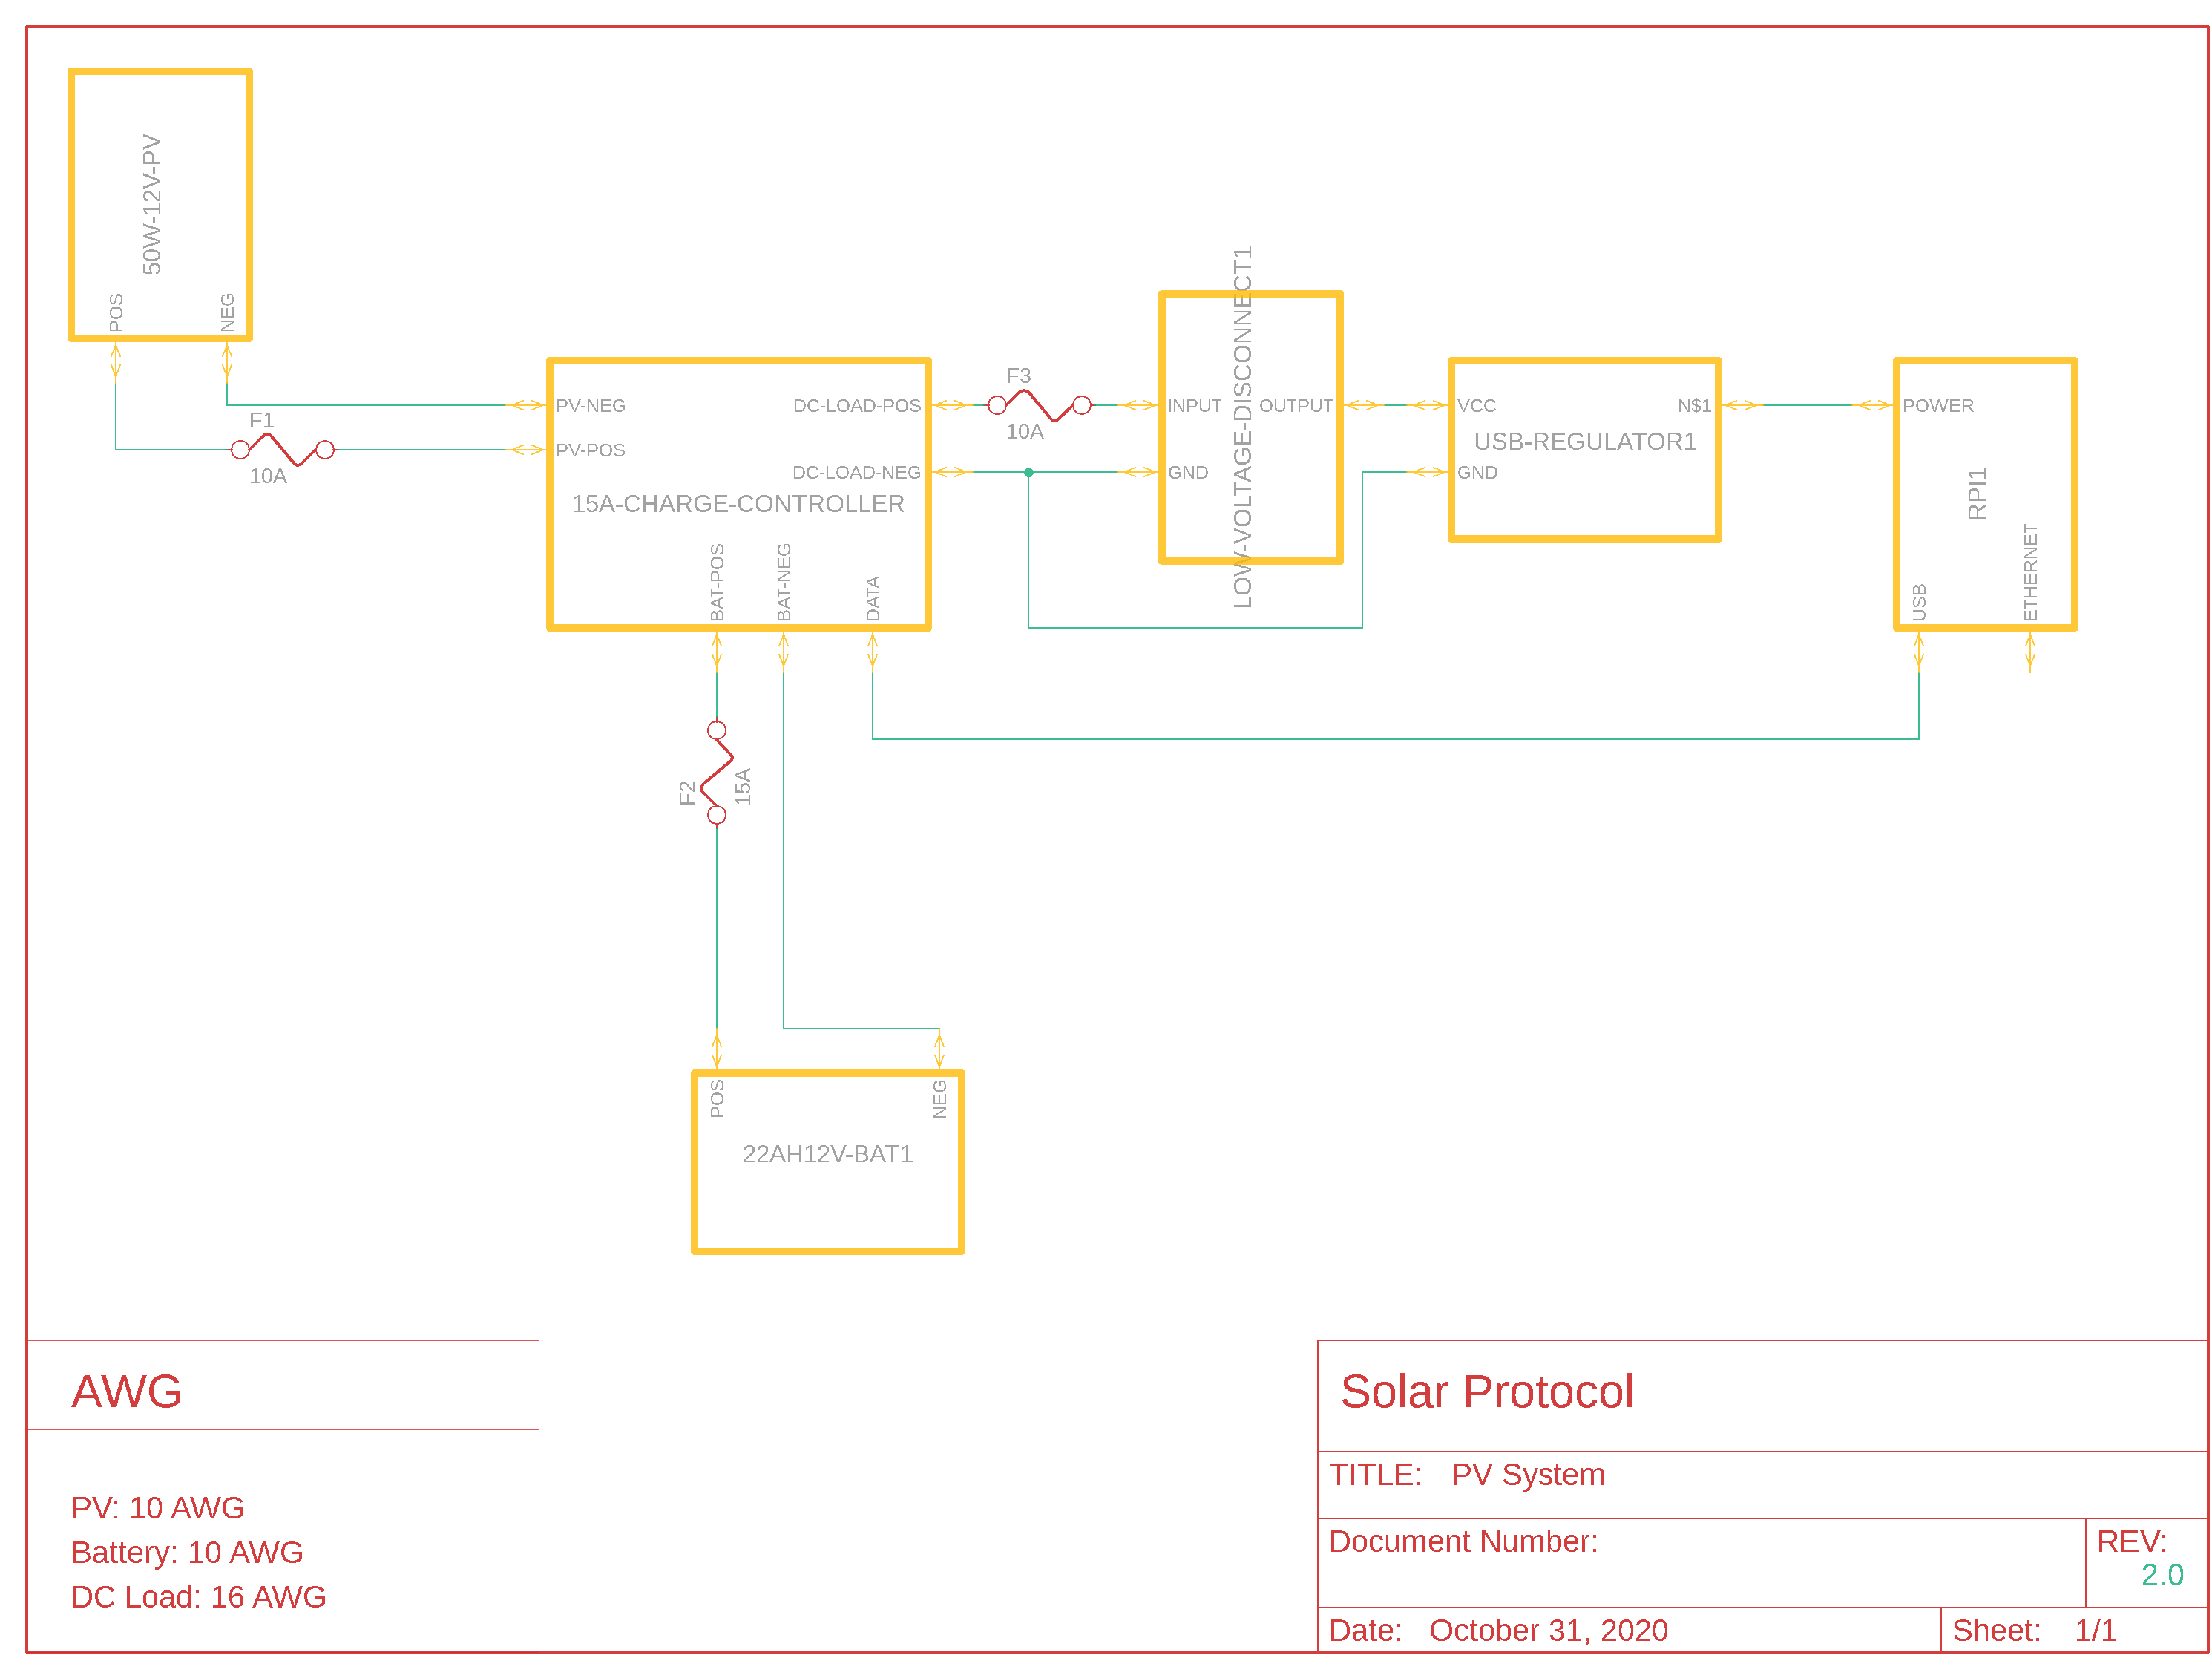 50W-12V-PV
POS
NEG
F1
10A
PV-NEG
PV-POS
DC-LOAD-POS
DC-LOAD-NEG
15A-CHARGE-CONTROLLER
BAT-POS
BAT-NEG
DATA
F3
10A
LOW-VOLTAGE-DISCONNECT1
INPUT
OUTPUT
GND
VCC
N$1
USB-REGULATOR1
GND
POWER
RPI1
USB
ETHERNET
F2
15A
POS
NEG
22AH12V-BAT1
AWG
PV: 10 AWG
Battery: 10 AWG
DC Load: 16 AWG
Solar Protocol
TITLE: PV System
Document Number:
REV:
2.0
Date: October 31, 2020
Sheet: 1/1